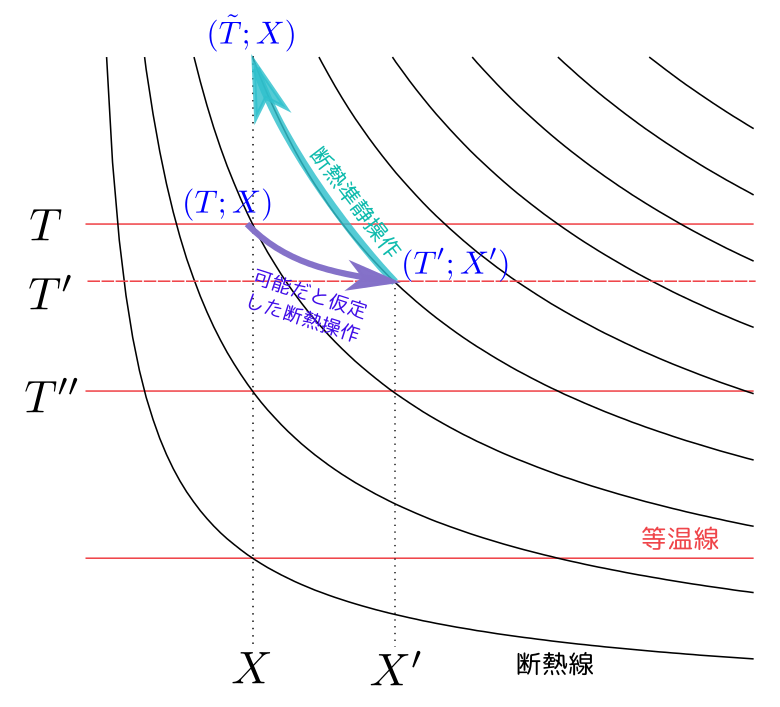 (T̃; X)
断熱準静操作
(T; X)
T
(T′; X′)
T′
可能だと仮定
した断熱操作
T″
等温線
X
X′
断熱線